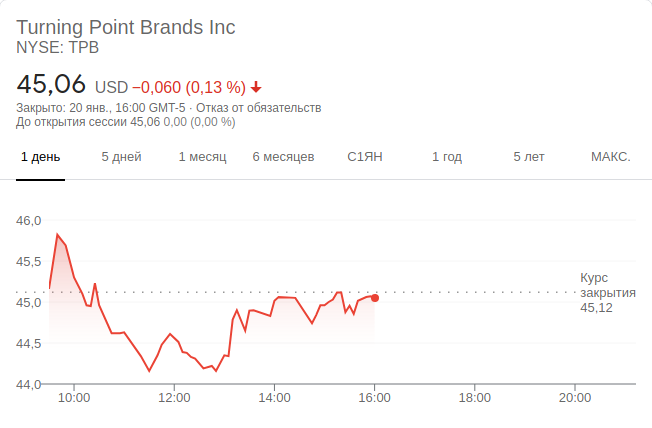 Turning Point Brands Inc
NYSE: TPB
45,06 USD −0,060 (0,13 %)
Закрыто: 20 янв., 16:00 GMT-5 · Отказ от обязательств
До открытия сессии 45,06 0,00 (0,00 %)
1 день 5 дней 1 месяц 6 месяцев С1ЯН 1 год 5 лет МАКС.
46,0
45,5
Курс
закрытия
45,12
45,0
44,5
44,0
10:00 12:00 14:00 16:00 18:00 20:00